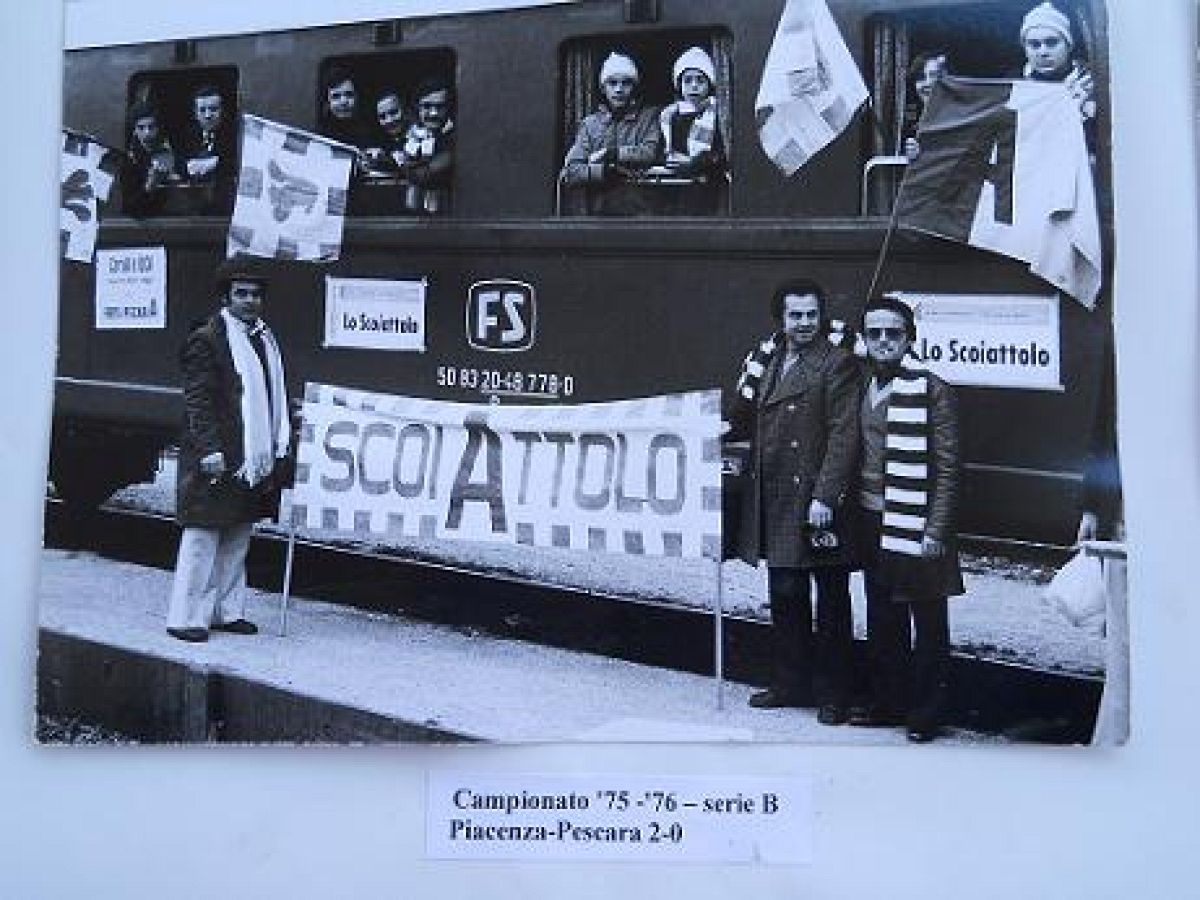 Lo Scoiattolo
FS
Lo Scoiattolo
50 83 20-48 778-0
SCOIATTOLO
A
Campionato '75 -'76 – serie B
Piacenza-Pescara 2-0